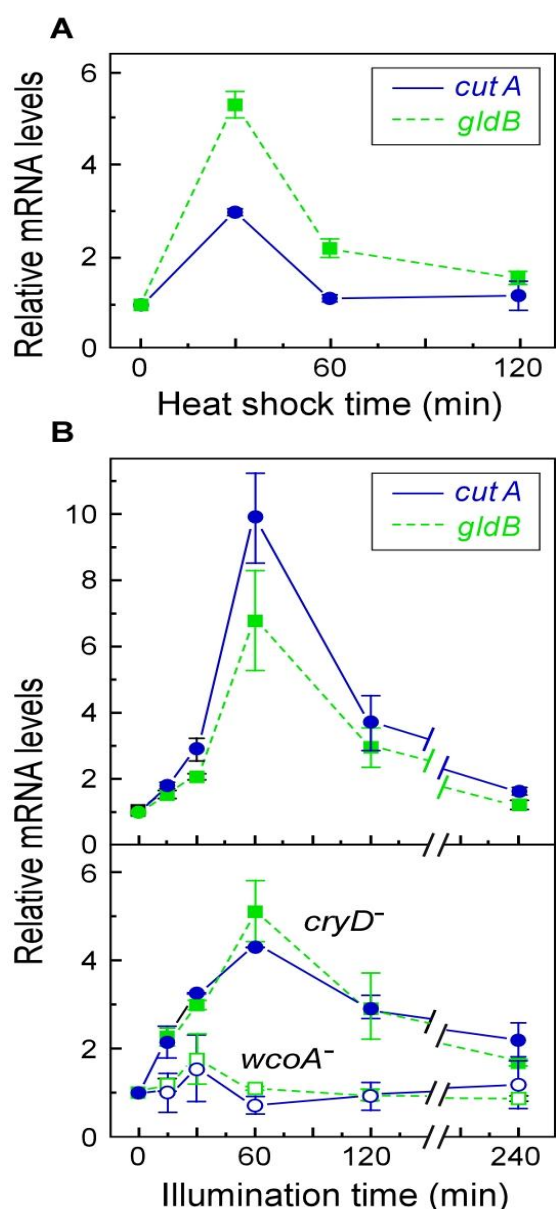 A
Relative mRNA levels
6
4
2
0
cut A
gldB
0
60
120
Heat shock time (min)
B
Relative mRNA levels
10
8
6
4
2
0
cut A
gldB
6
4
2
0
cryD-
wcoA-
0
60
120
240
Illumination time (min)